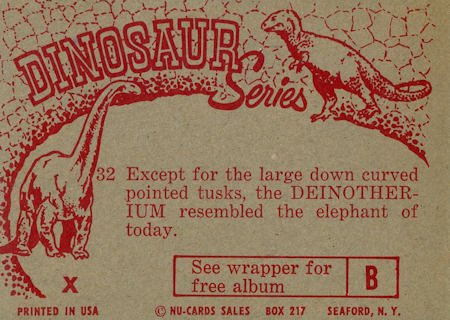 DINOSAUR
Series
32 Except for the large down curved
pointed tusks, the DEINOTHER-
IUM resembled the elephant of
today.
See wrapper for
free album
B
X
PRINTED IN USA © NU-CARDS SALES BOX 217 SEAFORD, N. Y.